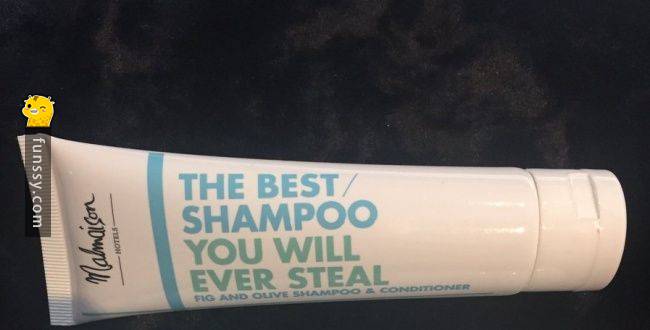 THE BEST/
SHAMPOO
YOU WILL
EVER STEAL
FIG AND OLIVE SHAMPOO & CONDITIONER
Malmaison
HOTELS
funssy.com